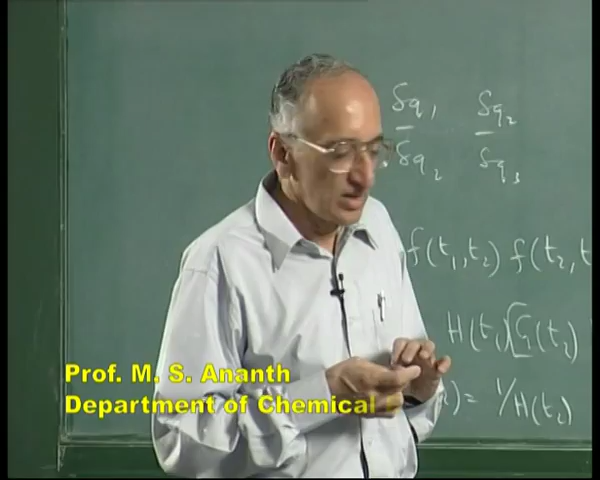 δq₁ δq₂
δq₂ δq₃
f(t₁,t₂) f(t₂,t
H(t₁) G(t₂)
)= 1/H(t₂)
Prof. M. S. Ananth
Department of Chemical